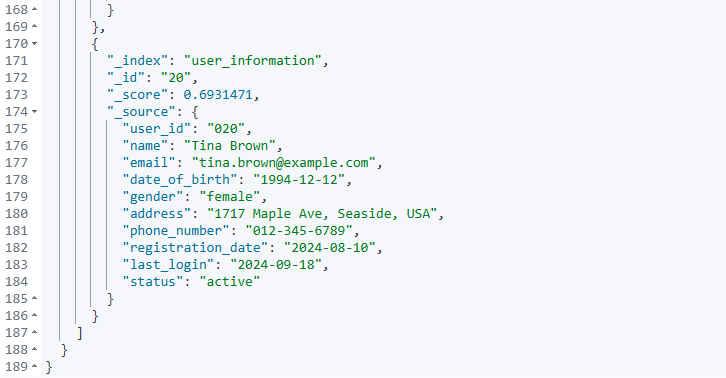 168 }
169 },
170 {
171 "_index": "user_information",
172 "_id": "20",
173 "_score": 0.6931471,
174 "_source": {
175 "user_id": "020",
176 "name": "Tina Brown",
177 "email": "tina.brown@example.com",
178 "date_of_birth": "1994-12-12",
179 "gender": "female",
180 "address": "1717 Maple Ave, Seaside, USA",
181 "phone_number": "012-345-6789",
182 "registration_date": "2024-08-10",
183 "last_login": "2024-09-18",
184 "status": "active"
185 }
186 }
187 ]
188 }
189 }